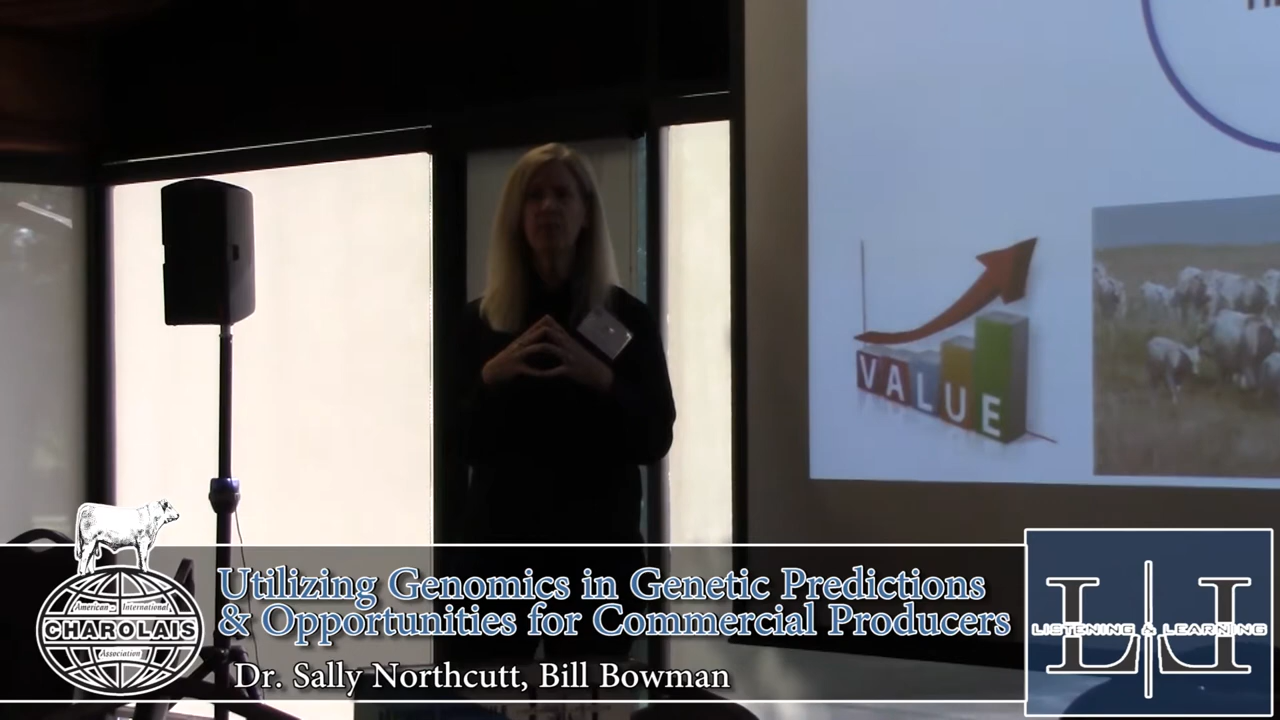 VALUE
Utilizing Genomics in Genetic Predictions
& Opportunities for Commercial Producers
Dr. Sally Northcutt, Bill Bowman
American International
CHAROLAIS
Association
LL
LISTENING & LEARNING